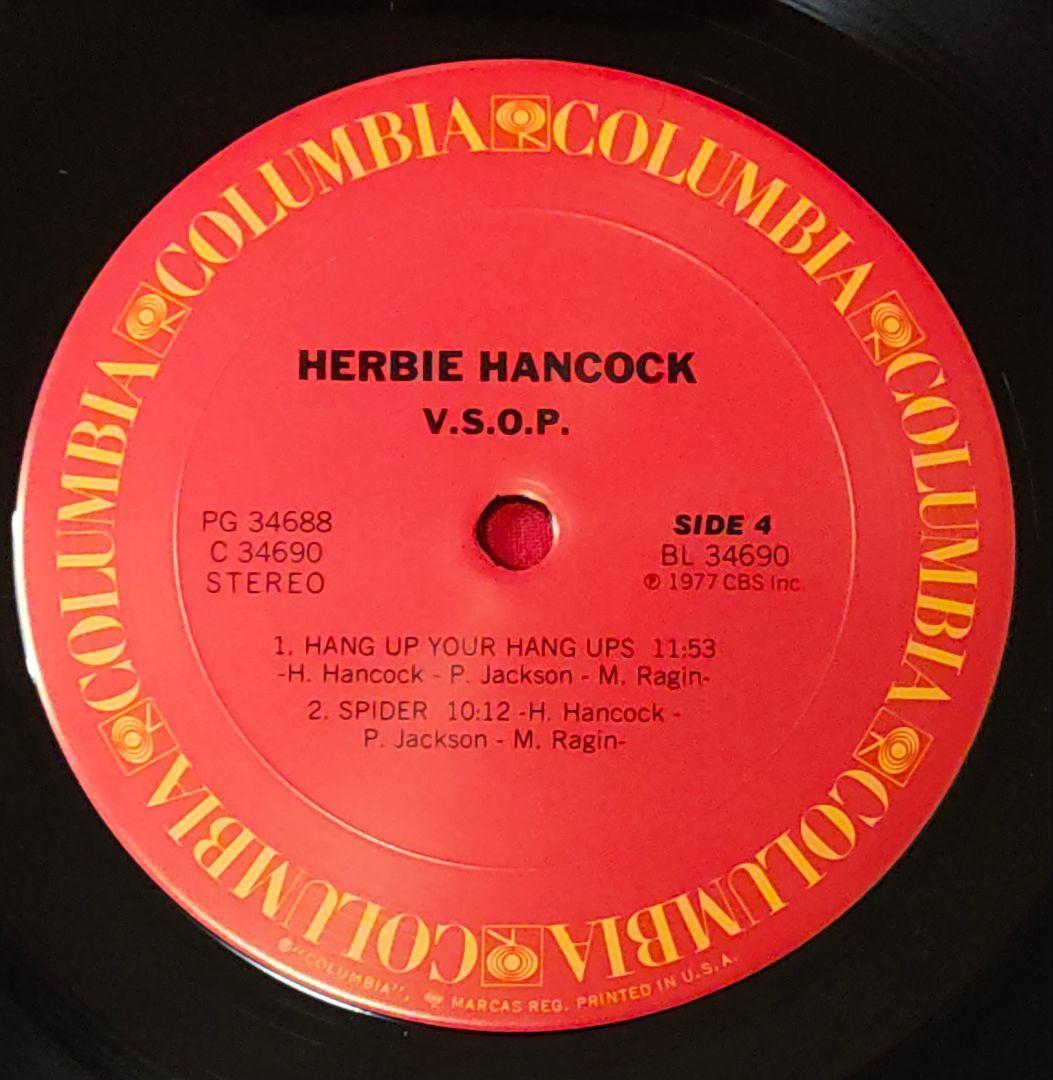 COLUMBIA COLUMBIA COLUMBIA COLUMBIA COLUMBIA COLUMBIA
HERBIE HANCOCK
V.S.O.P.
PG 34688
C 34690
STEREO
SIDE 4
BL 34690
℗ 1977 CBS Inc.
1. HANG UP YOUR HANG UPS 11:53
-H. Hancock - P. Jackson - M. Ragin-
2. SPIDER 10:12 -H. Hancock -
P. Jackson - M. Ragin-
®"COLUMBIA", MARCAS REG. PRINTED IN U.S.A.